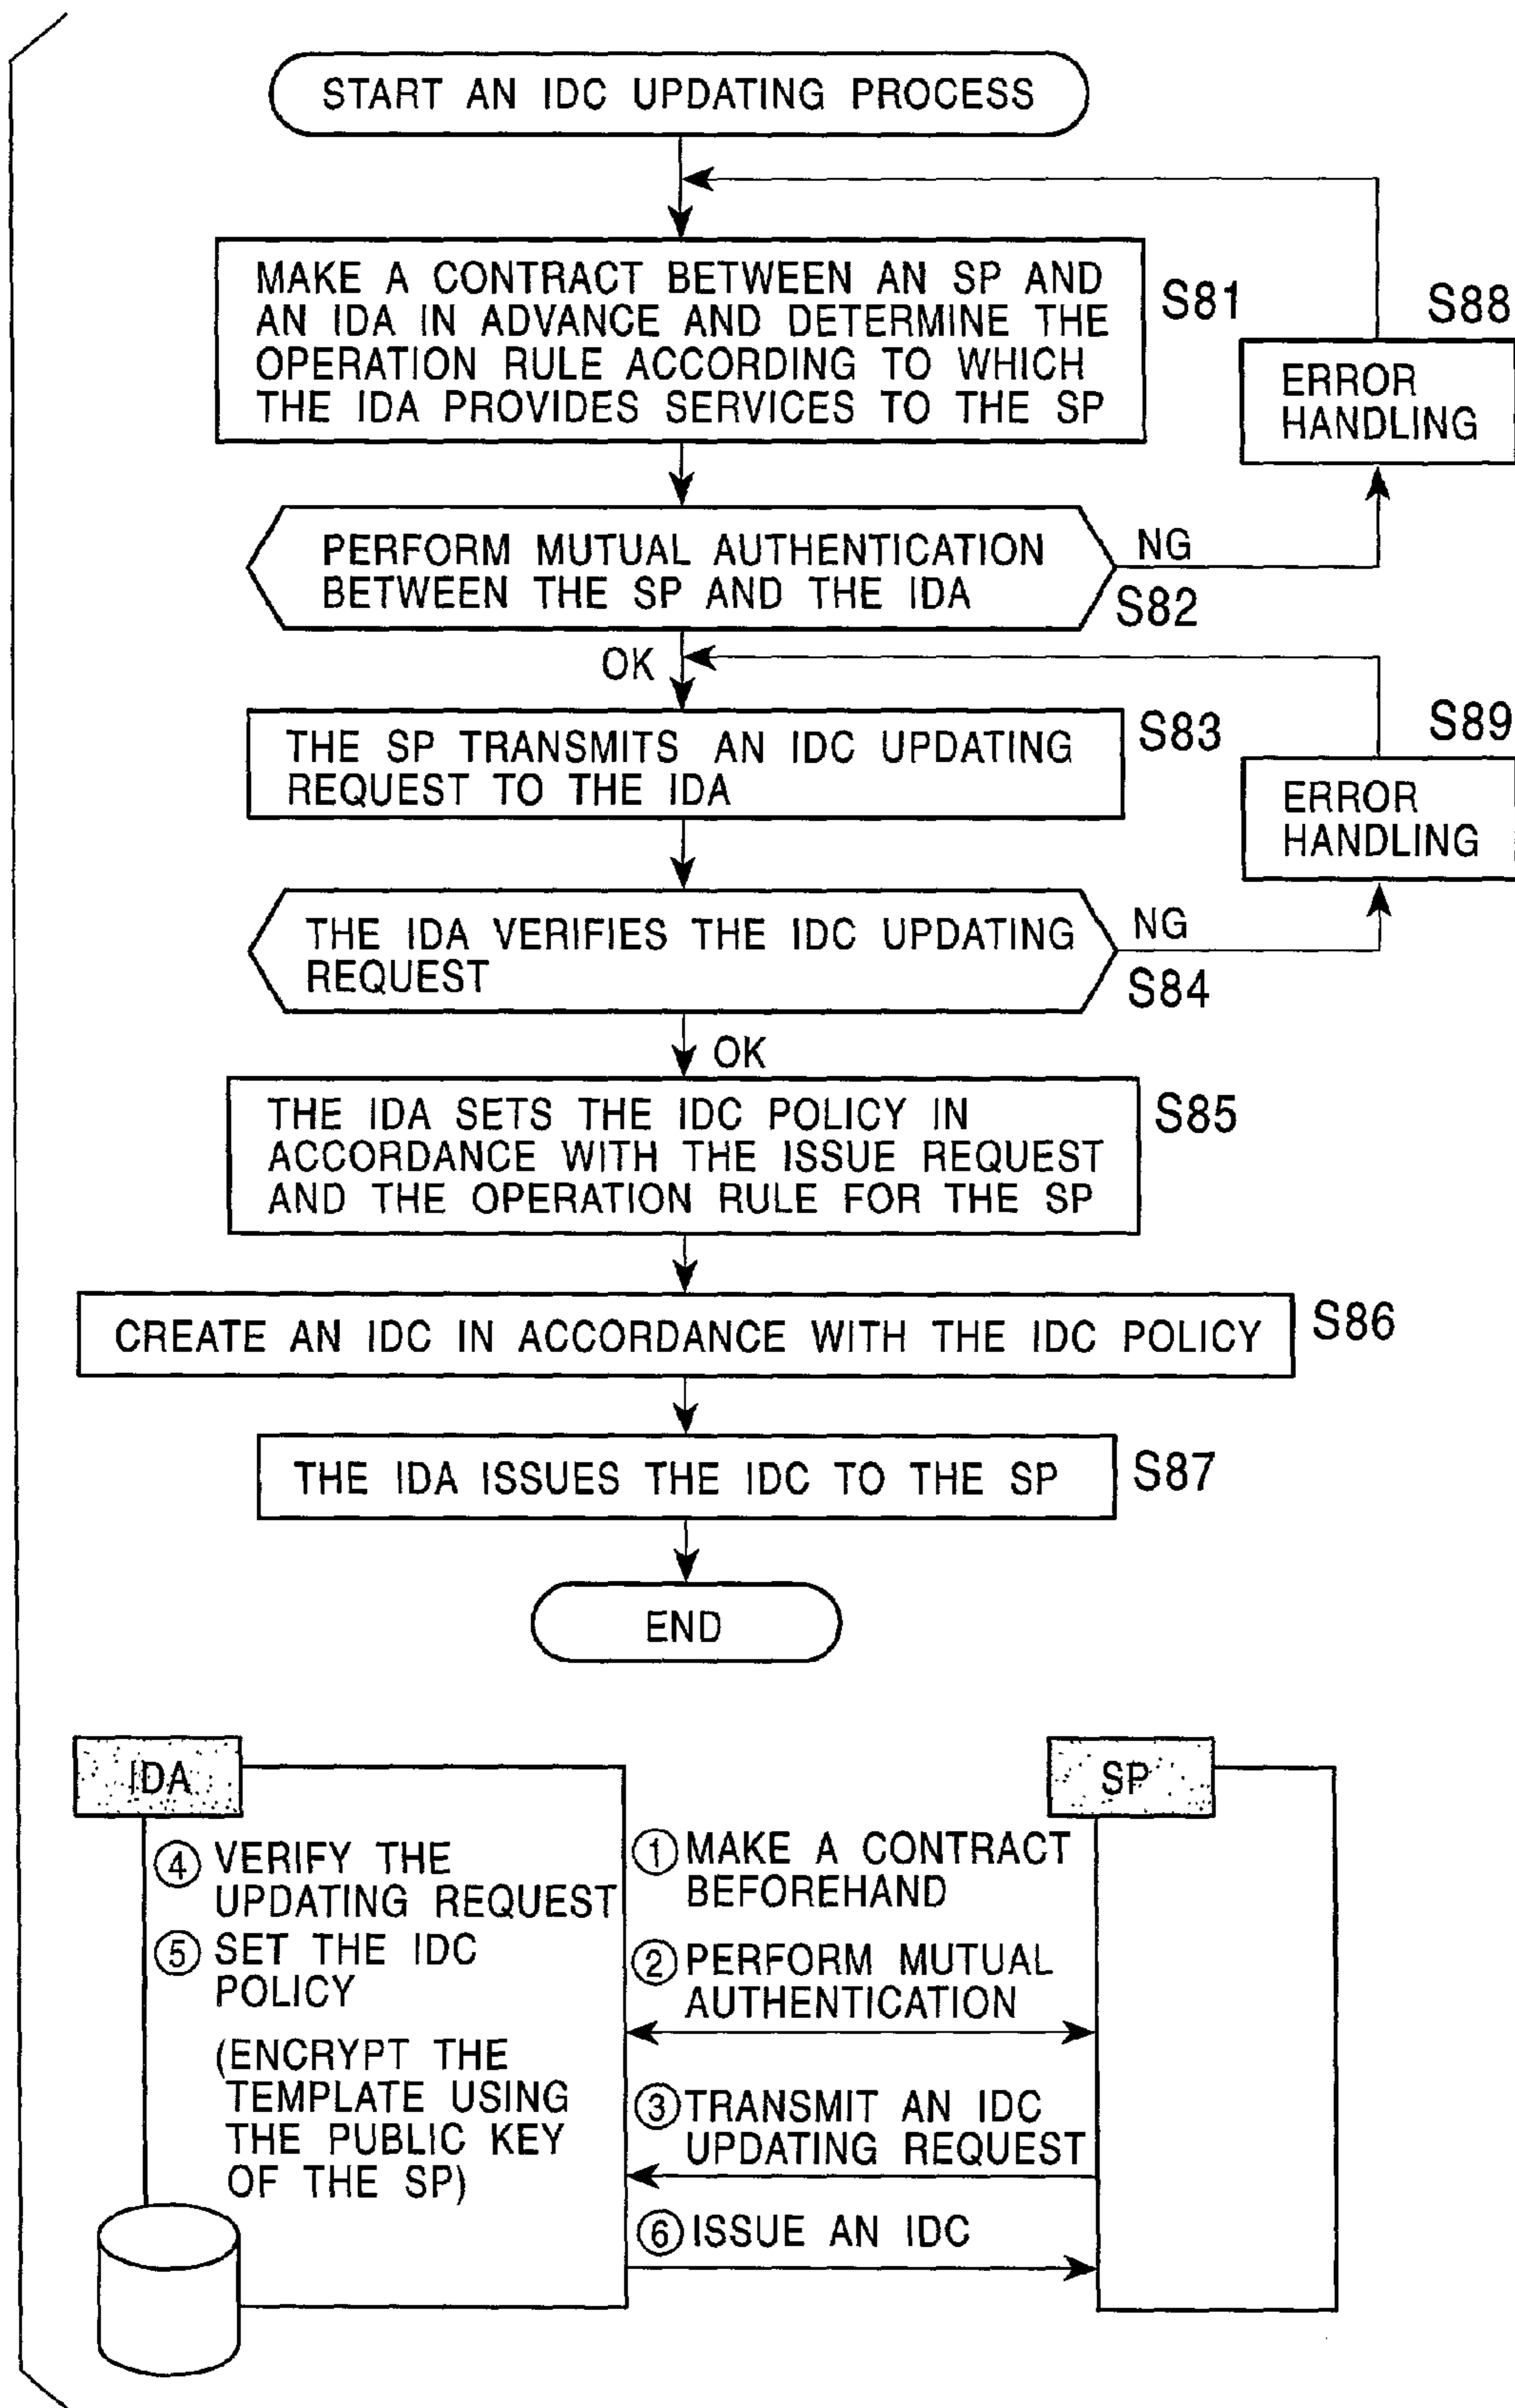 START AN IDC UPDATING PROCESS
MAKE A CONTRACT BETWEEN AN SP AND
AN IDA IN ADVANCE AND DETERMINE THE
OPERATION RULE ACCORDING TO WHICH
THE IDA PROVIDES SERVICES TO THE SP
S81
S88
ERROR
HANDLING
PERFORM MUTUAL AUTHENTICATION
BETWEEN THE SP AND THE IDA
NG
S82
OK
THE SP TRANSMITS AN IDC UPDATING
REQUEST TO THE IDA
S83
S89
ERROR
HANDLING
THE IDA VERIFIES THE IDC UPDATING
REQUEST
NG
S84
OK
THE IDA SETS THE IDC POLICY IN
ACCORDANCE WITH THE ISSUE REQUEST
AND THE OPERATION RULE FOR THE SP
S85
CREATE AN IDC IN ACCORDANCE WITH THE IDC POLICY
S86
THE IDA ISSUES THE IDC TO THE SP
S87
END
IDA
SP
④ VERIFY THE
UPDATING REQUEST
⑤ SET THE IDC
POLICY
(ENCRYPT THE
TEMPLATE USING
THE PUBLIC KEY
OF THE SP)
① MAKE A CONTRACT
BEFOREHAND
② PERFORM MUTUAL
AUTHENTICATION
③ TRANSMIT AN IDC
UPDATING REQUEST
⑥ ISSUE AN IDC